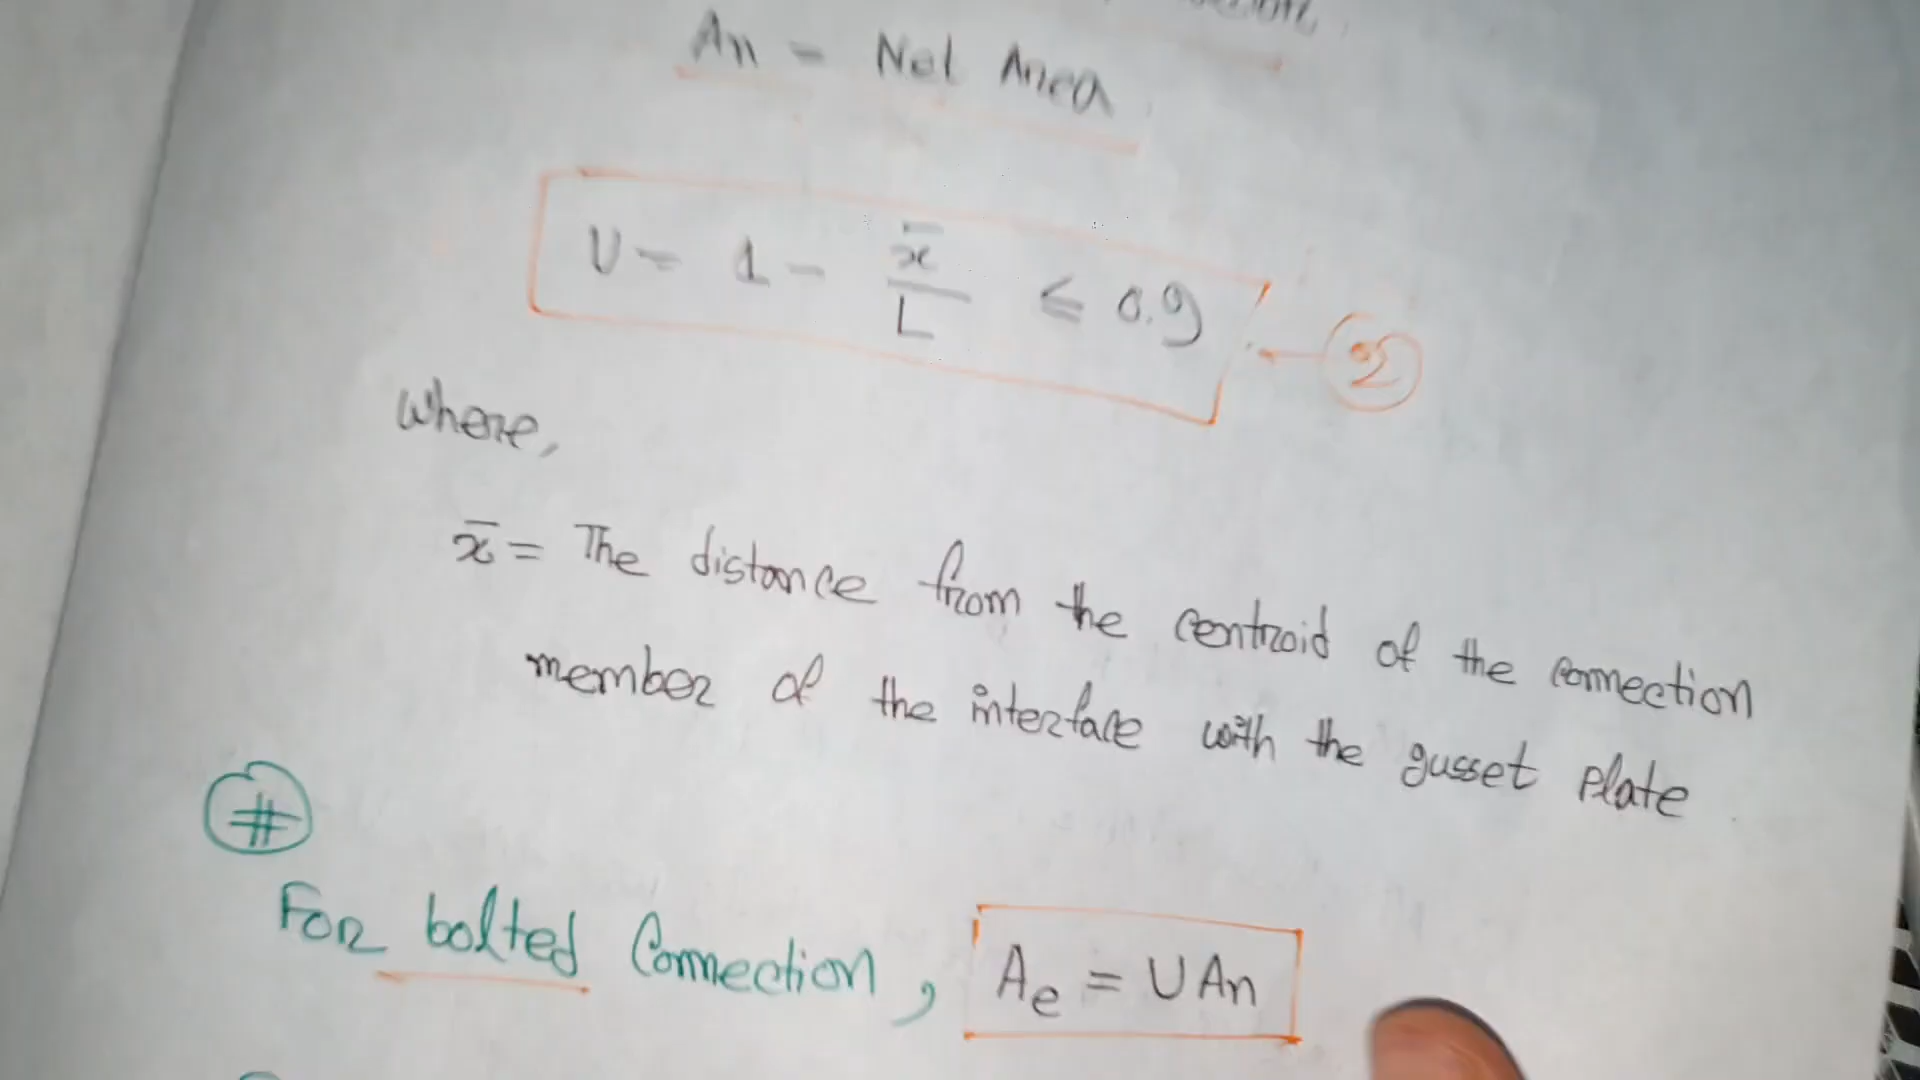 An = Net Area
U = 1 - x̄/L ≤ 0.9 2
where,
x̄ = The distance from the centroid of the connection
member of the interface with the gusset plate
#
For bolted connection, Ae = UAn